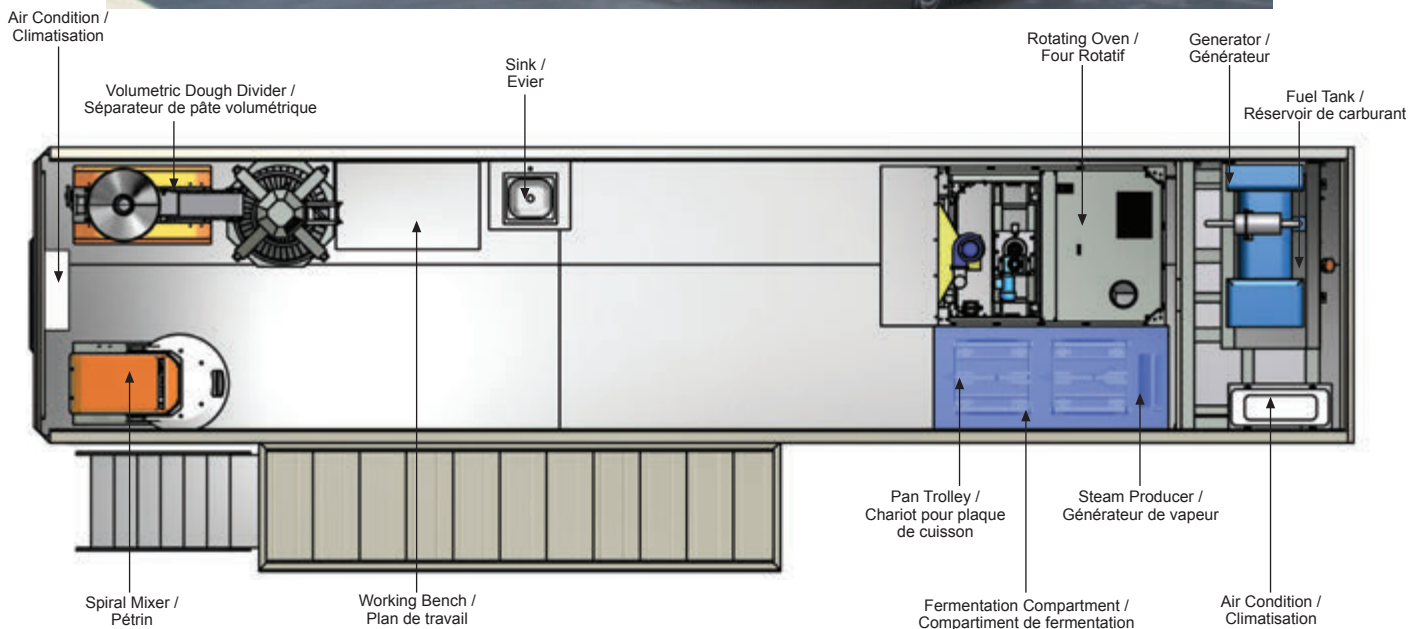 Air Condition /
Climatisation
Volumetric Dough Divider /
Séparateur de pâte volumétrique
Sink /
Evier
Rotating Oven /
Four Rotatif
Generator /
Générateur
Fuel Tank /
Réservoir de carburant
Pan Trolley /
Chariot pour plaque
de cuisson
Steam Producer /
Générateur de vapeur
Spiral Mixer /
Pétrin
Working Bench /
Plan de travail
Fermentation Compartment /
Compartiment de fermentation
Air Condition /
Climatisation